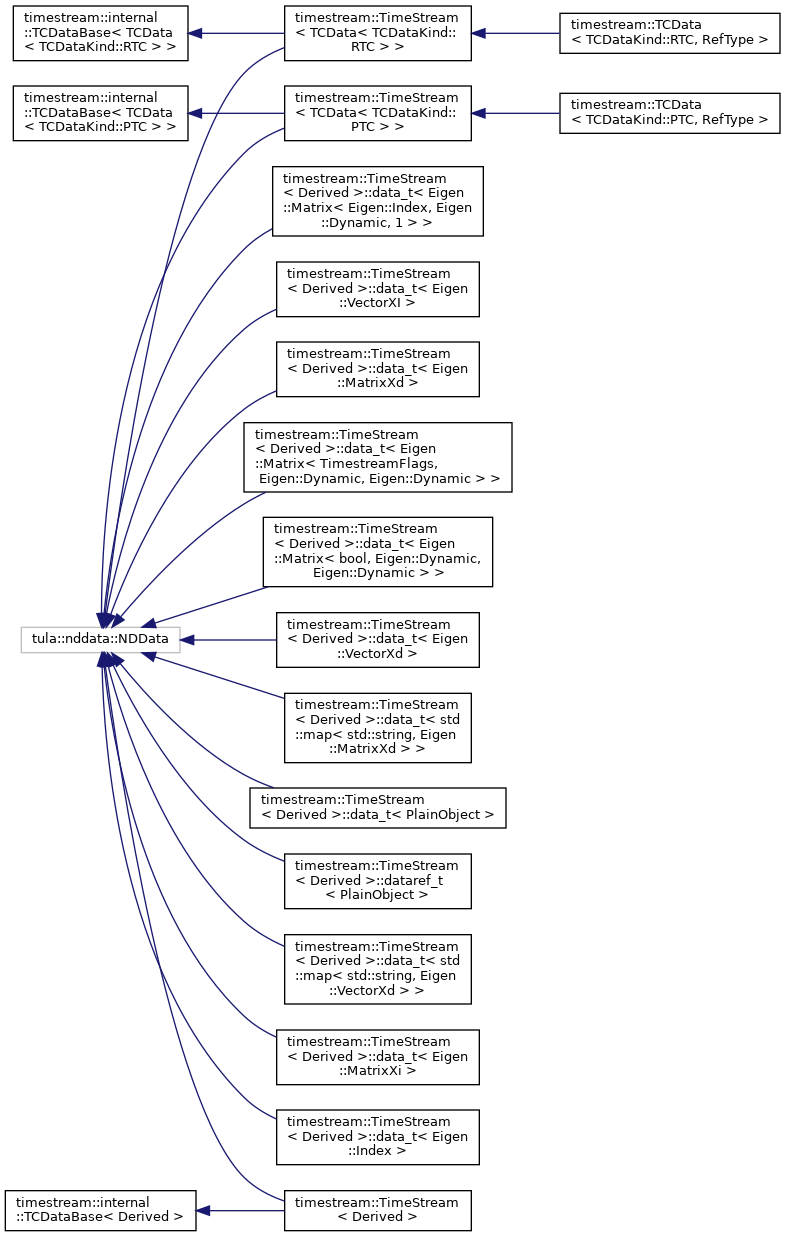 timestream::internal
::TCDataBase< TCData
< TCDataKind::RTC > >
timestream::TimeStream
< TCData< TCDataKind::
RTC > >
timestream::TCData
< TCDataKind::RTC, RefType >
timestream::internal
::TCDataBase< TCData
< TCDataKind::PTC > >
timestream::TimeStream
< TCData< TCDataKind::
PTC > >
timestream::TCData
< TCDataKind::PTC, RefType >
timestream::TimeStream
< Derived >::data_t< Eigen
::Matrix< Eigen::Index, Eigen
::Dynamic, 1 > >
timestream::TimeStream
< Derived >::data_t< Eigen
::VectorXI >
timestream::TimeStream
< Derived >::data_t< Eigen
::MatrixXd >
timestream::TimeStream
< Derived >::data_t< Eigen
::Matrix< TimestreamFlags,
Eigen::Dynamic, Eigen::Dynamic > >
timestream::TimeStream
< Derived >::data_t< Eigen
::Matrix< bool, Eigen::Dynamic,
Eigen::Dynamic > >
tula::nddata::NDData
timestream::TimeStream
< Derived >::data_t< Eigen
::VectorXd >
timestream::TimeStream
< Derived >::data_t< std
::map< std::string, Eigen
::MatrixXd > >
timestream::TimeStream
< Derived >::data_t< PlainObject >
timestream::TimeStream
< Derived >::dataref_t
< PlainObject >
timestream::TimeStream
< Derived >::data_t< std
::map< std::string, Eigen
::VectorXd > >
timestream::TimeStream
< Derived >::data_t< Eigen
::MatrixXi >
timestream::TimeStream
< Derived >::data_t< Eigen
::Index >
timestream::internal
::TCDataBase< Derived >
timestream::TimeStream
< Derived >